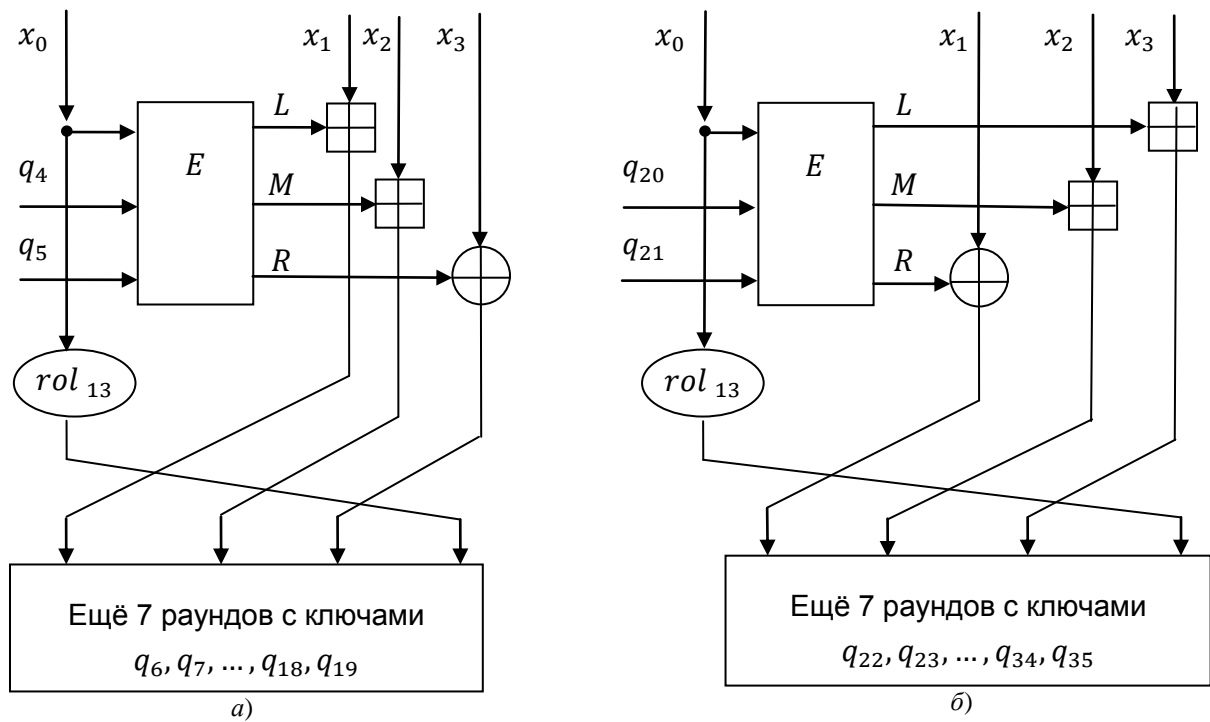 x₀ x₁ x₂ x₃
L
q₄ E
M
q₅
R
rol ₁₃
Ещё 7 раундов с ключами
q₆, q₇, … , q₁₈, q₁₉
а)
x₀ x₁ x₂ x₃
L
q₂₀ E
M
q₂₁
R
rol ₁₃
Ещё 7 раундов с ключами
q₂₂, q₂₃, … , q₃₄, q₃₅
б)